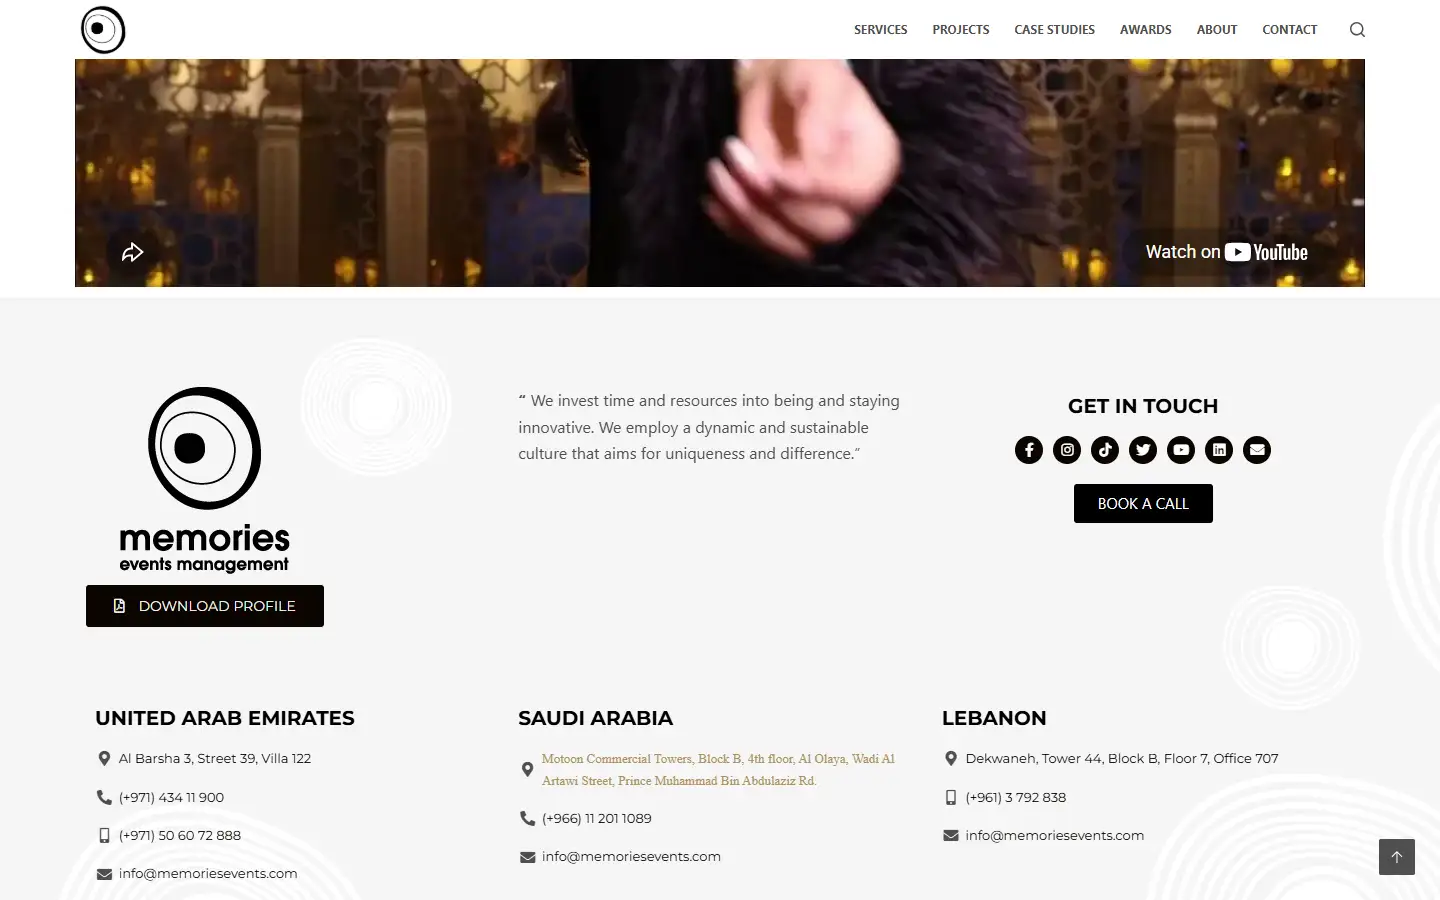 SERVICES PROJECTS CASE STUDIES AWARDS ABOUT CONTACT
Watch on YouTube
memories
events management
DOWNLOAD PROFILE
“ We invest time and resources into being and staying
innovative. We employ a dynamic and sustainable
culture that aims for uniqueness and difference.”
GET IN TOUCH
BOOK A CALL
UNITED ARAB EMIRATES
Al Barsha 3, Street 39, Villa 122
(+971) 434 11 900
(+971) 50 60 72 888
info@memoriesevents.com
SAUDI ARABIA
Motoon Commercial Towers, Block B, 4th floor, Al Olaya, Wadi Al
Artawi Street, Prince Muhammad Bin Abdulaziz Rd.
(+966) 11 201 1089
info@memoriesevents.com
LEBANON
Dekwaneh, Tower 44, Block B, Floor 7, Office 707
(+961) 3 792 838
info@memoriesevents.com